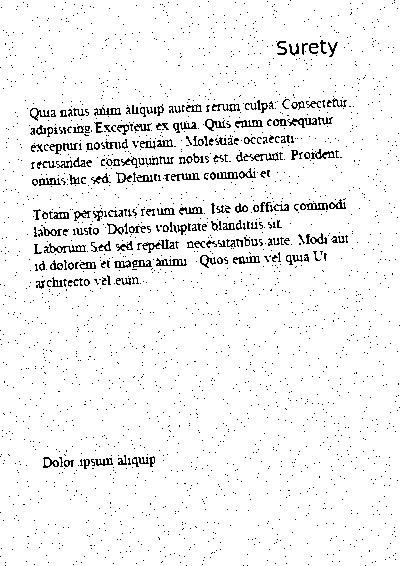 Surety
Quia natus anim aliquip autem rerum culpa. Consectetur
adipisicing Excepteur ex quia. Quis enim consequatur
excepturi nostrud veniam. Molestiae occaecati
recusandae consequuntur nobis est. deserunt. Proident.
omnis hic sed. Deleniti rerum commodi et
Totam perspiciatis rerum eum. Iste do officia commodi
labore iusto Dolores voluptate blanditiis sit
Laborum Sed sed repellat necessitatibus aute. Modi aut
id dolorem et magna animi Quos enim vel quia Ut
architecto vel eum.
Dolor ipsum aliquip